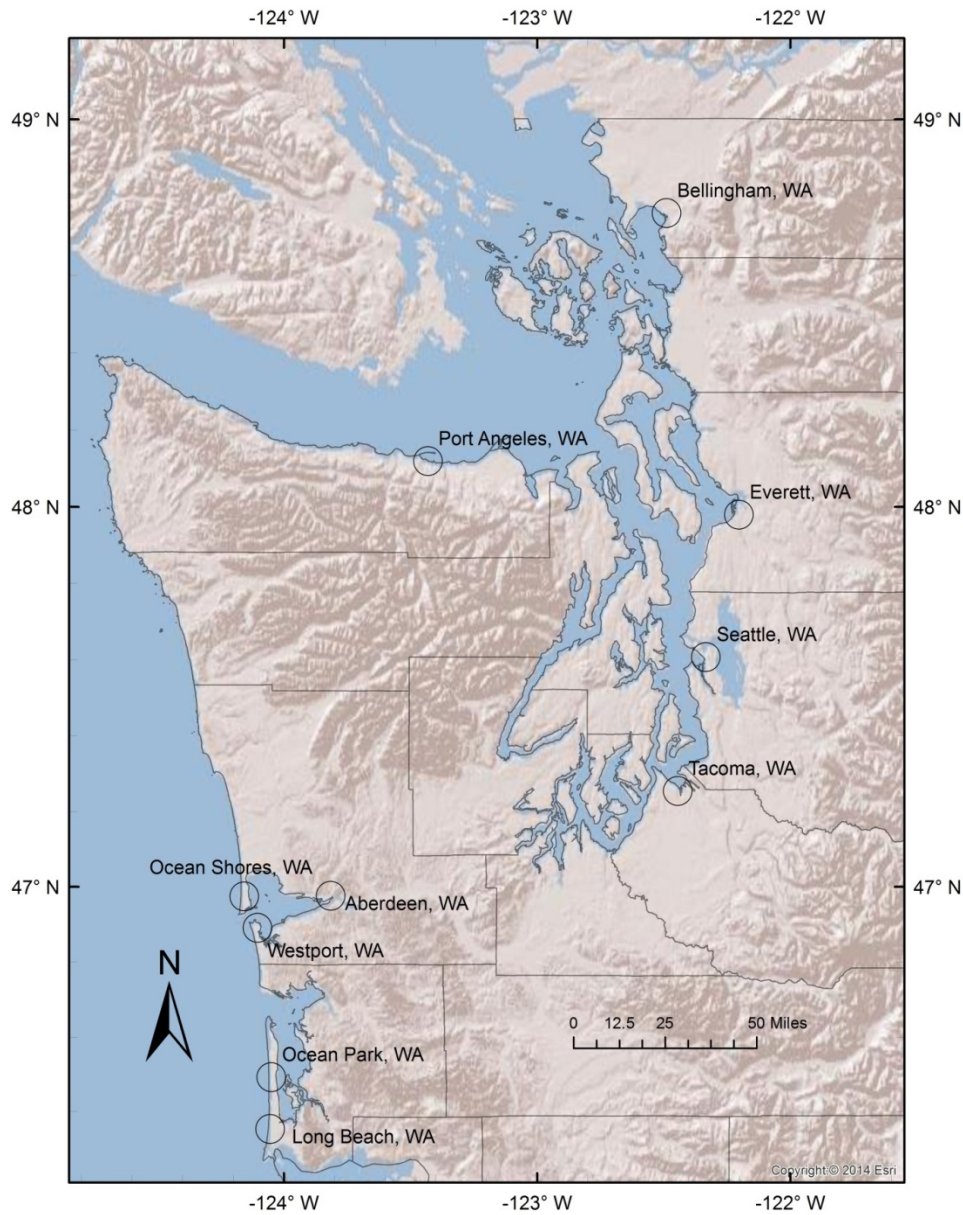 -124° W
-123° W
-122° W
49° N
49° N
Bellingham, WA
Port Angeles, WA
Everett, WA
48° N
48° N
Seattle, WA
Tacoma, WA
Ocean Shores, WA
47° N
47° N
Aberdeen, WA
Westport, WA
N
0 12.5 25 50 Miles
Ocean Park, WA
Long Beach, WA
Copyright:© 2014 Esri
-124° W
-123° W
-122° W